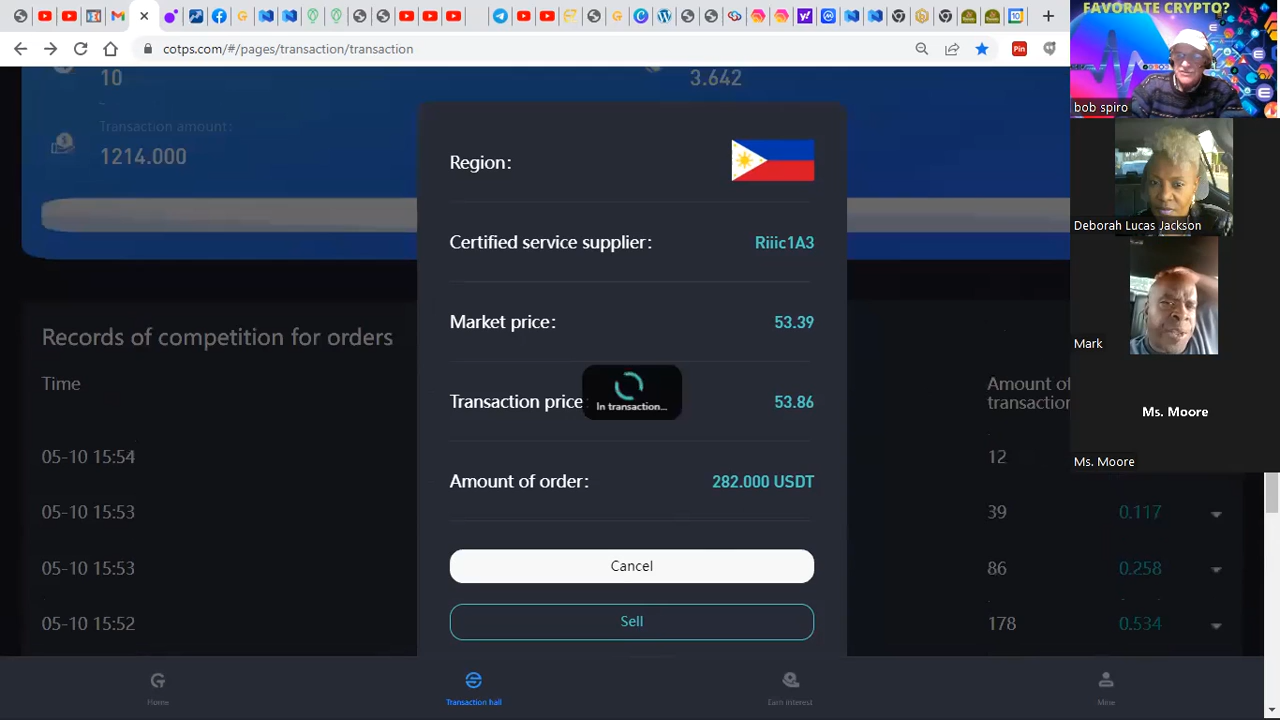 cotps.com/#/pages/transaction/transaction
Pin
FAVORATE CRYPTO?
bob spiro
Deborah Lucas Jackson
Mark
Ms. Moore
Ms. Moore
10
3.642
Transaction amount:
1214.000
Region:
Certified service supplier: Riiic1A3
Market price: 53.39
Transaction price 53.86
In transaction...
Amount of order: 282.000 USDT
Cancel
Sell
Records of competition for orders
Time
Amount of
transaction
05-10 15:54 12
05-10 15:53 39 0.117
05-10 15:53 86 0.258
05-10 15:52 178 0.534
Home
Transaction hall
Earn interest
Mine